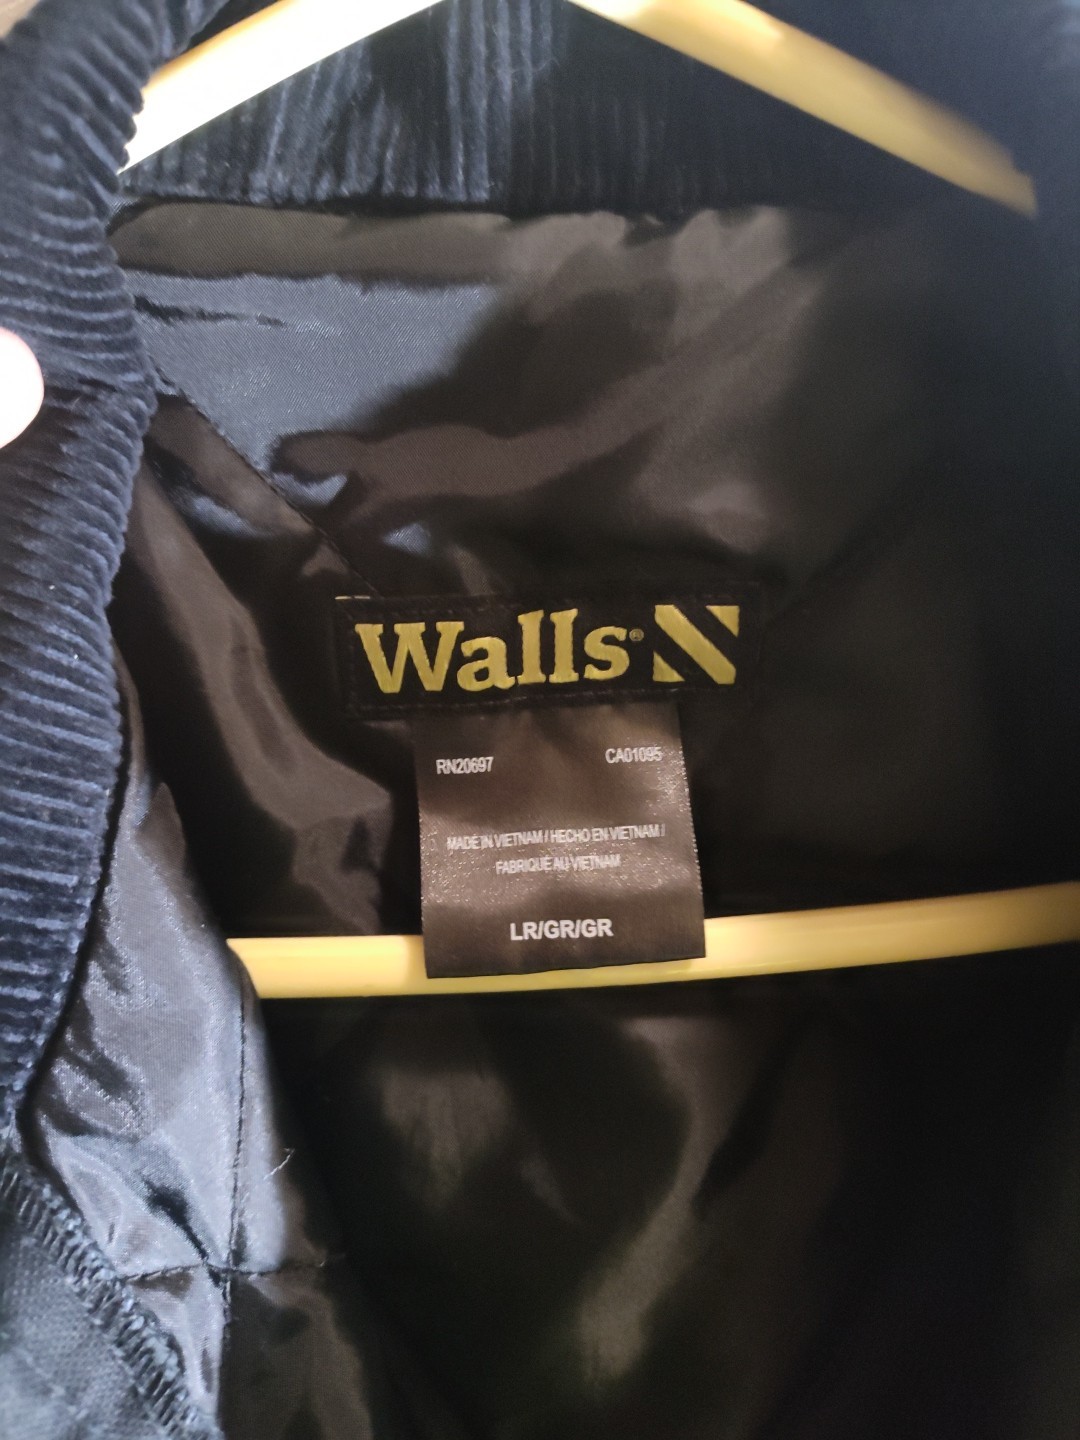 Walls®
RN20697 CA01095
MADE IN VIETNAM / HECHO EN VIETNAM /
FABRIQUÉ AU VIETNAM
LR/GR/GR